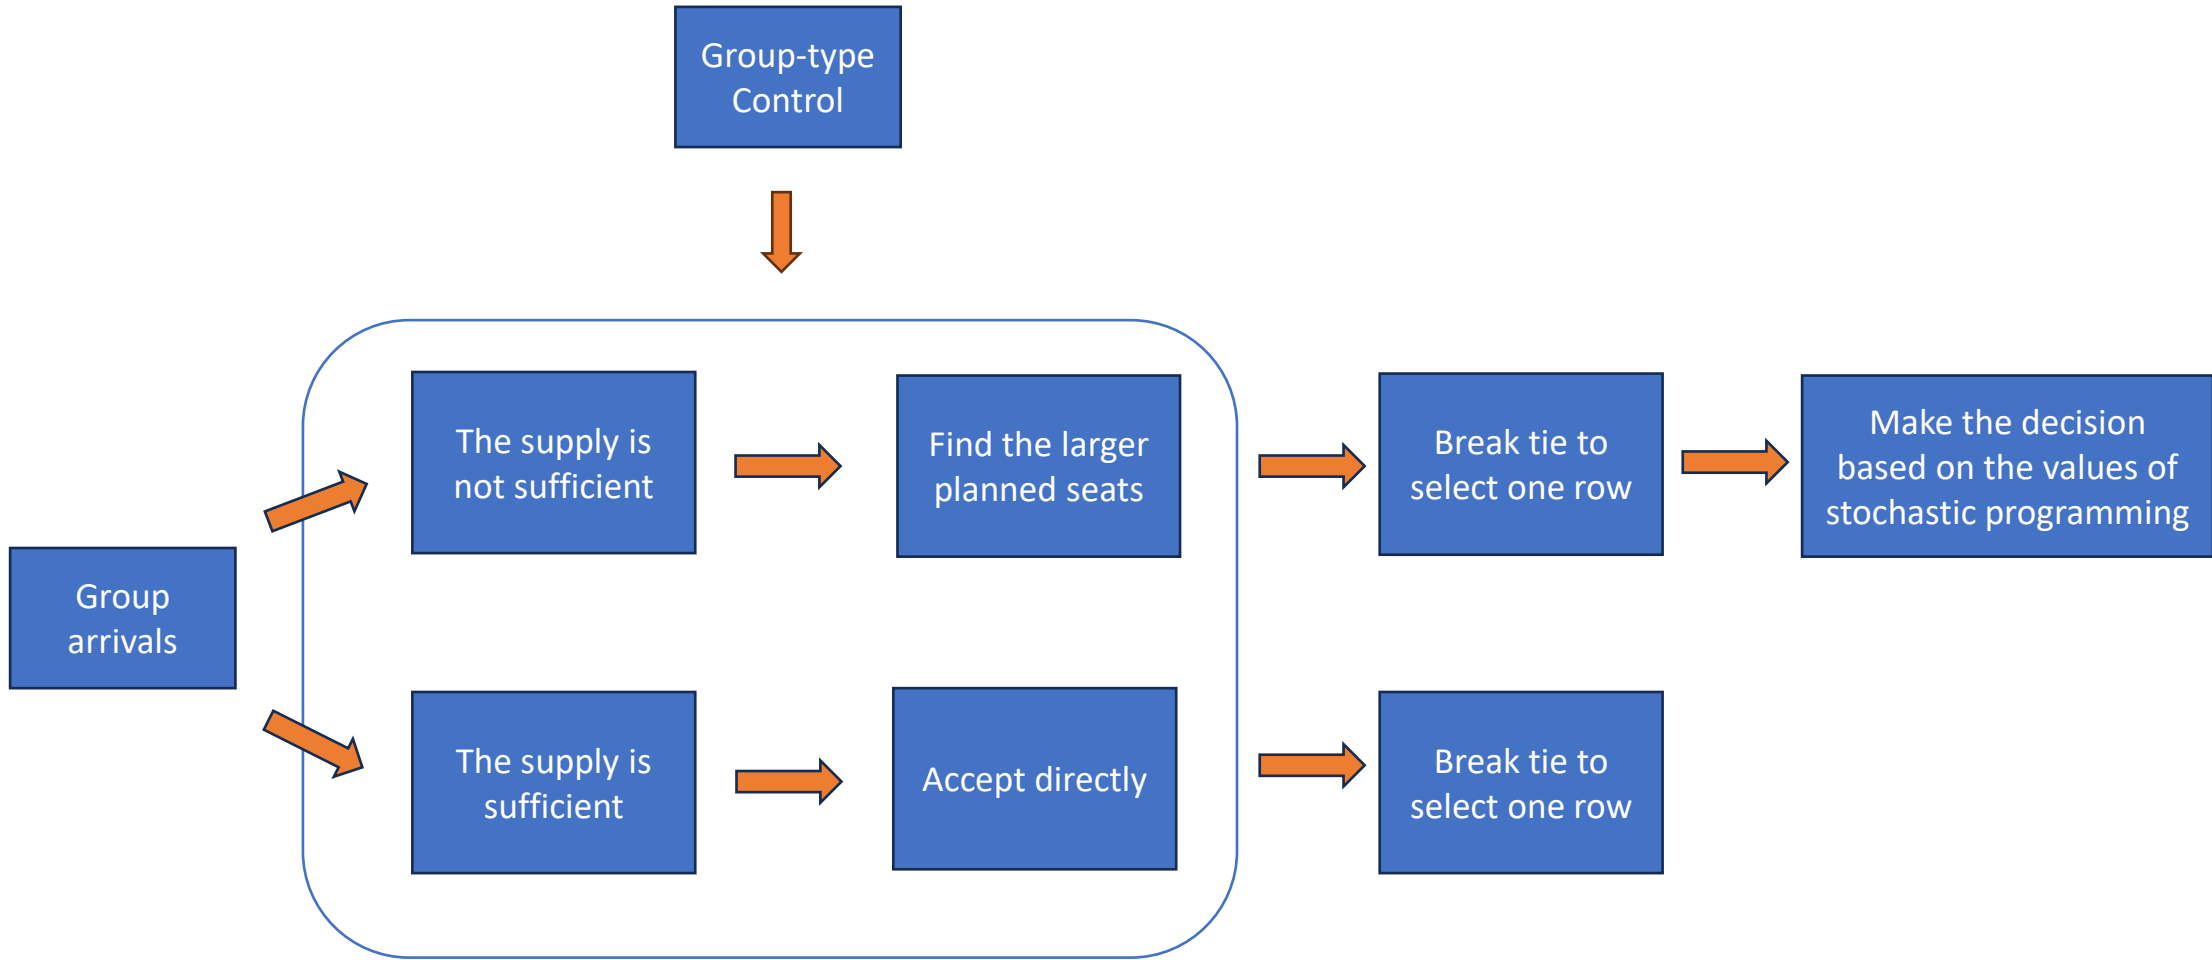 Group-type
Control
The supply is
not sufficient
Find the larger
planned seats
Break tie to
select one row
Make the decision
based on the values of
stochastic programming
Group
arrivals
The supply is
sufficient
Accept directly
Break tie to
select one row